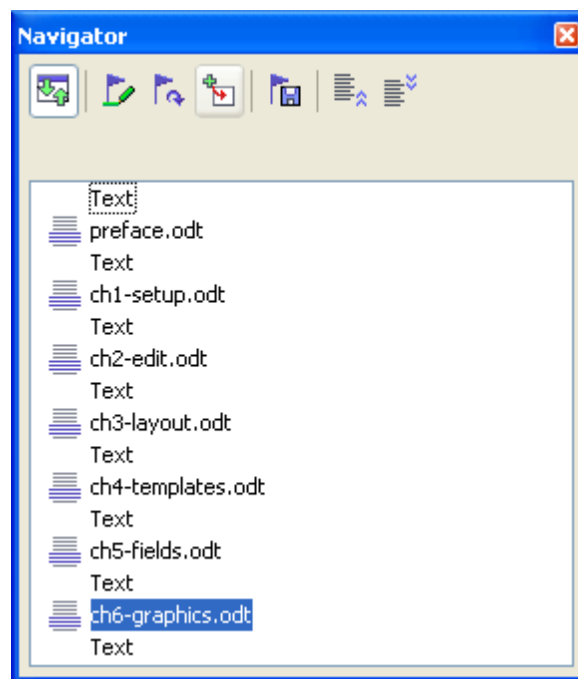 Navigator
Text
preface.odt
Text
ch1-setup.odt
Text
ch2-edit.odt
Text
ch3-layout.odt
Text
ch4-templates.odt
Text
ch5-fields.odt
Text
ch6-graphics.odt
Text